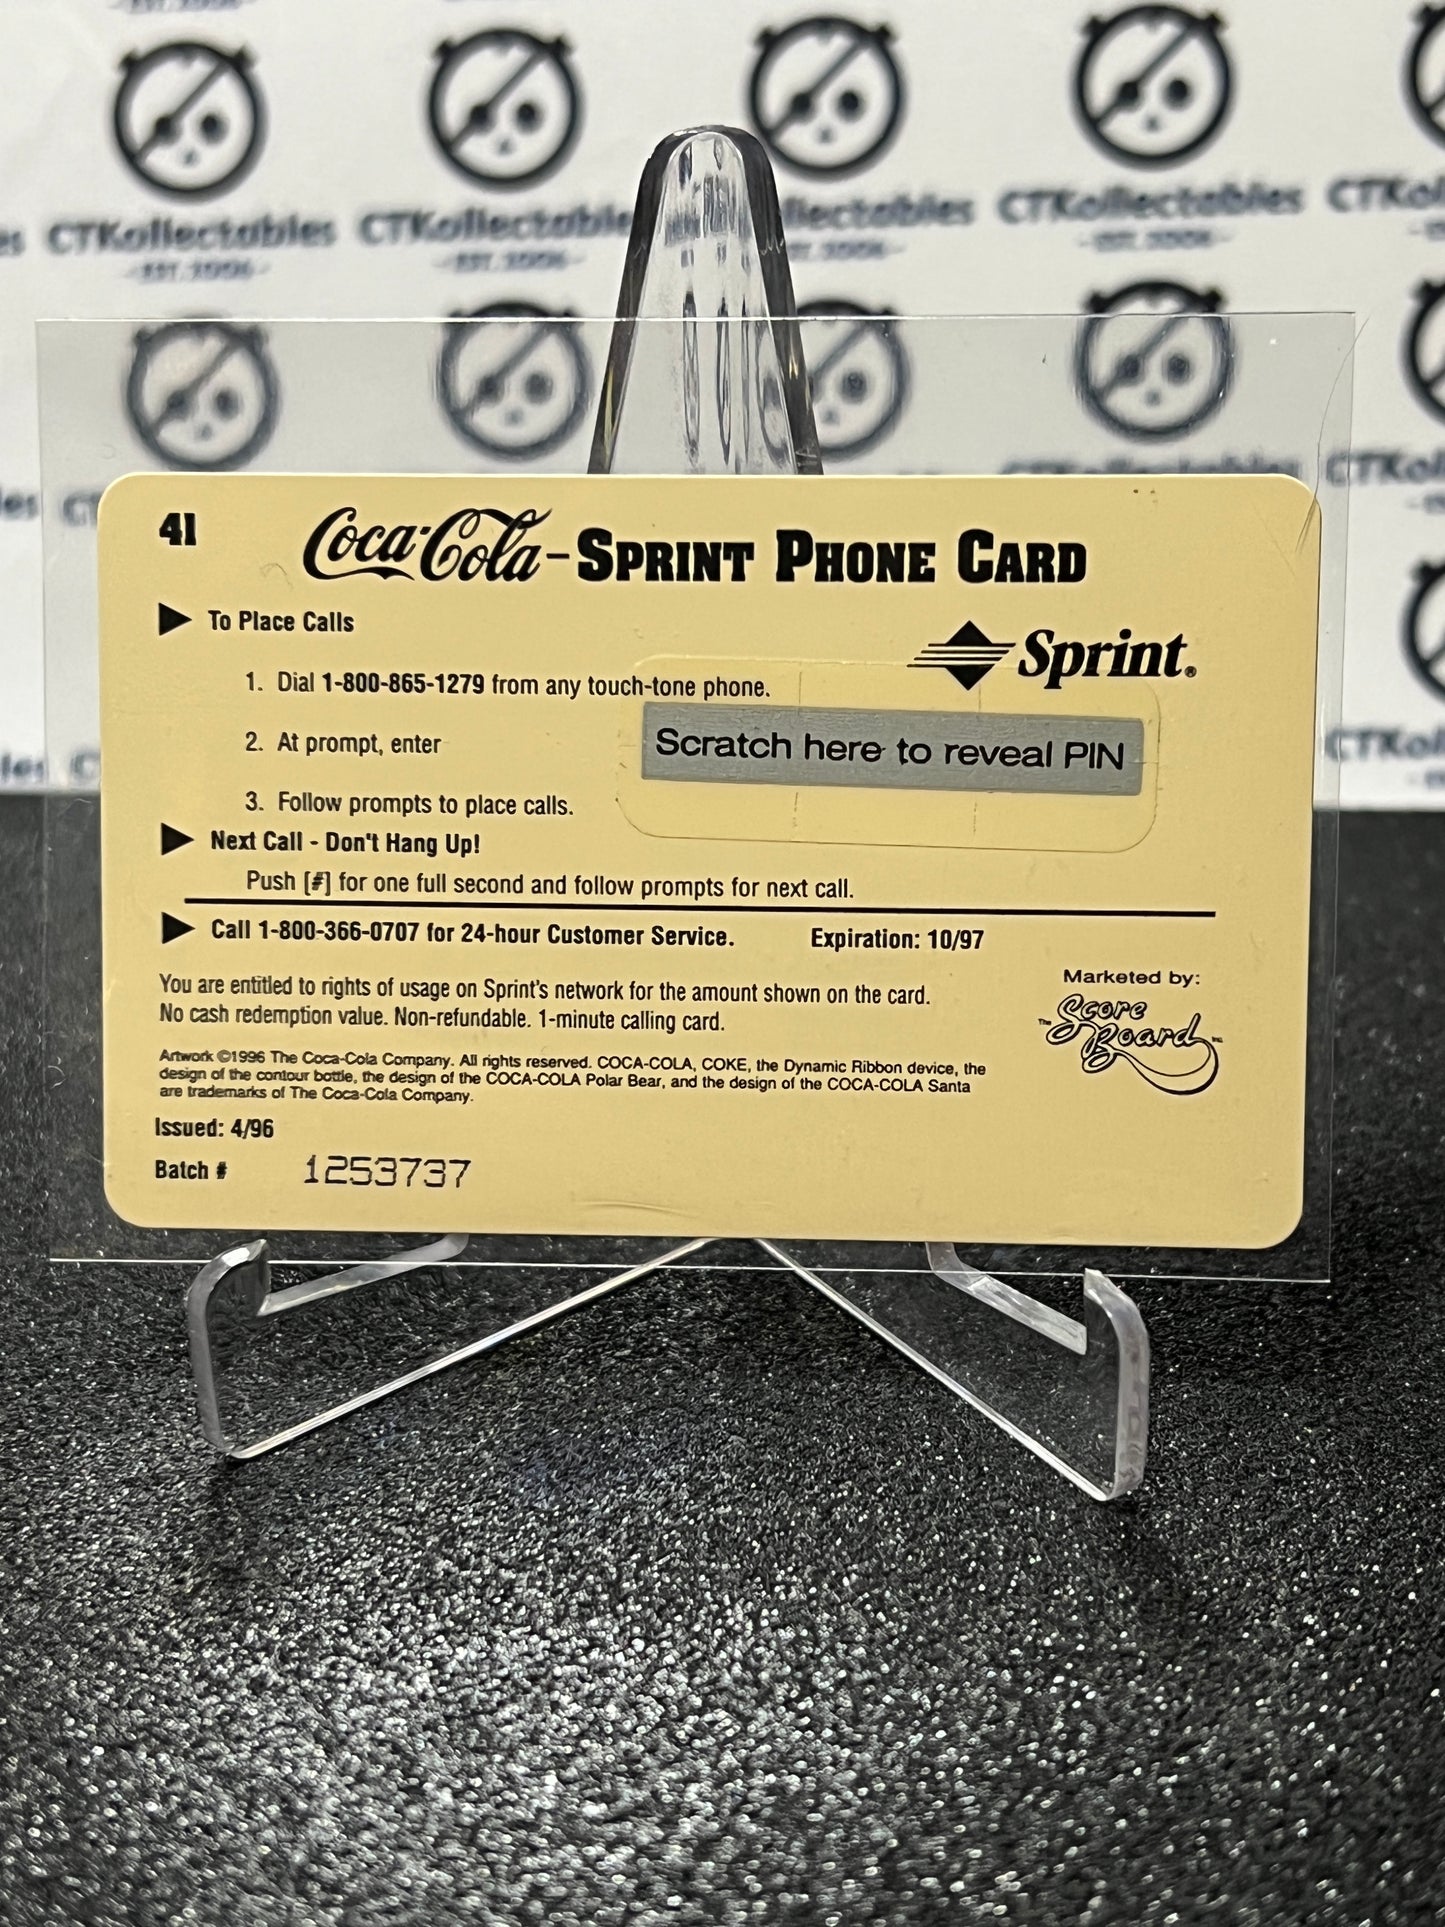 CTKollectables CTKollectables CTKollectables CTKollectables
EST. 2006 EST. 2006 EST. 2006
41
Coca-Cola-SPRINT PHONE CARD
To Place Calls
Sprint®
1. Dial 1-800-865-1279 from any touch-tone phone.
2. At prompt, enter
Scratch here to reveal PIN
3. Follow prompts to place calls.
Next Call - Don't Hang Up!
Push [#] for one full second and follow prompts for next call.
Call 1-800-366-0707 for 24-hour Customer Service. Expiration: 10/97
You are entitled to rights of usage on Sprint's network for the amount shown on the card.
No cash redemption value. Non-refundable. 1-minute calling card.
Marketed by:
The Score Board, Inc.
Artwork ©1996 The Coca-Cola Company. All rights reserved. COCA-COLA, COKE, the Dynamic Ribbon device, the
design of the contour bottle, the design of the COCA-COLA Polar Bear, and the design of the COCA-COLA Santa
are trademarks of The Coca-Cola Company.
Issued: 4/96
Batch # 1253737